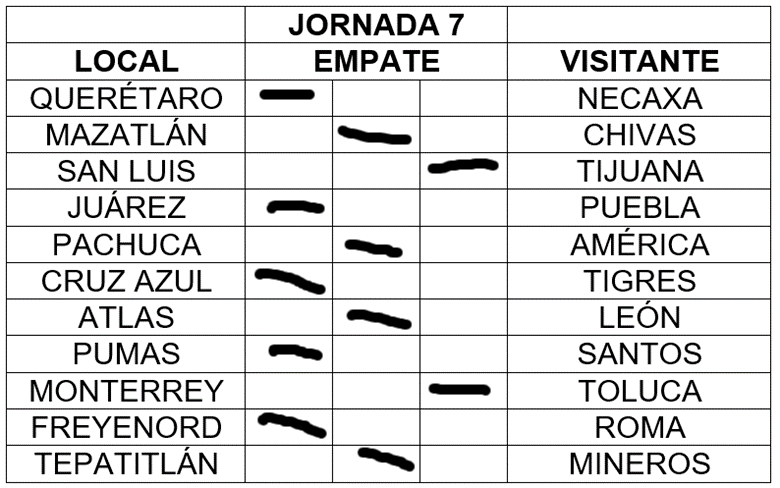 JORNADA 7
LOCAL EMPATE VISITANTE
QUERÉTARO NECAXA
MAZATLÁN CHIVAS
SAN LUIS TIJUANA
JUÁREZ PUEBLA
PACHUCA AMÉRICA
CRUZ AZUL TIGRES
ATLAS LEÓN
PUMAS SANTOS
MONTERREY TOLUCA
FREYENORD ROMA
TEPATITLÁN MINEROS